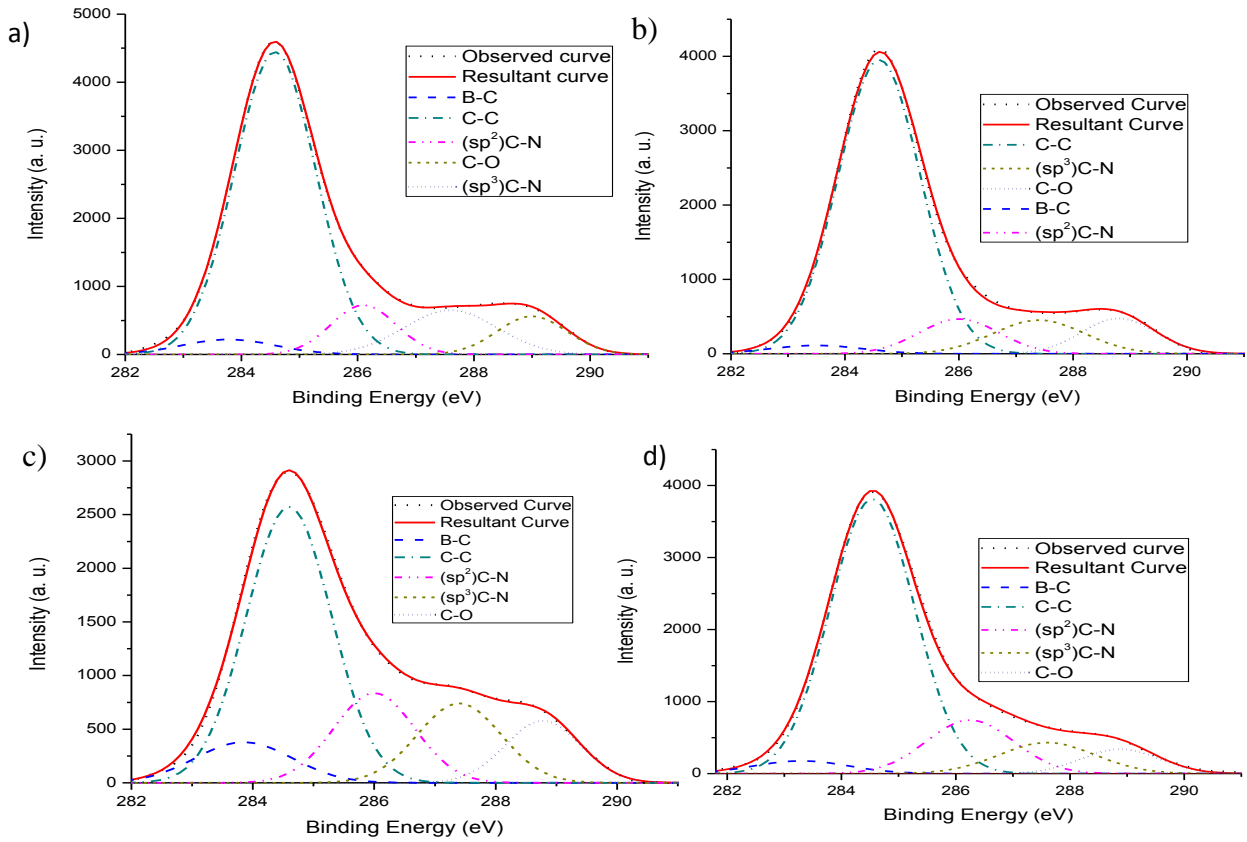 a)
5000
4000
3000
2000
1000
0
Intensity (a. u.)
Observed curve
Resultant curve
B-C
C-C
(sp²)C-N
C-O
(sp³)C-N
282 284 286 288 290
Binding Energy (eV)
b)
4000
3000
2000
1000
0
Intensity (a. u.)
Observed Curve
Resultant Curve
C-C
(sp³)C-N
C-O
B-C
(sp²)C-N
282 284 286 288 290
Binding Energy (eV)
c)
3000
2500
2000
1500
1000
500
0
Intensity (a. u.)
Observed Curve
Resultant Curve
B-C
C-C
(sp²)C-N
(sp³)C-N
C-O
282 284 286 288 290
Binding Energy (eV)
d)
4000
3000
2000
1000
0
Intensity (a. u.)
Observed curve
Resultant Curve
B-C
C-C
(sp²)C-N
(sp³)C-N
C-O
282 284 286 288 290
Binding Energy (eV)